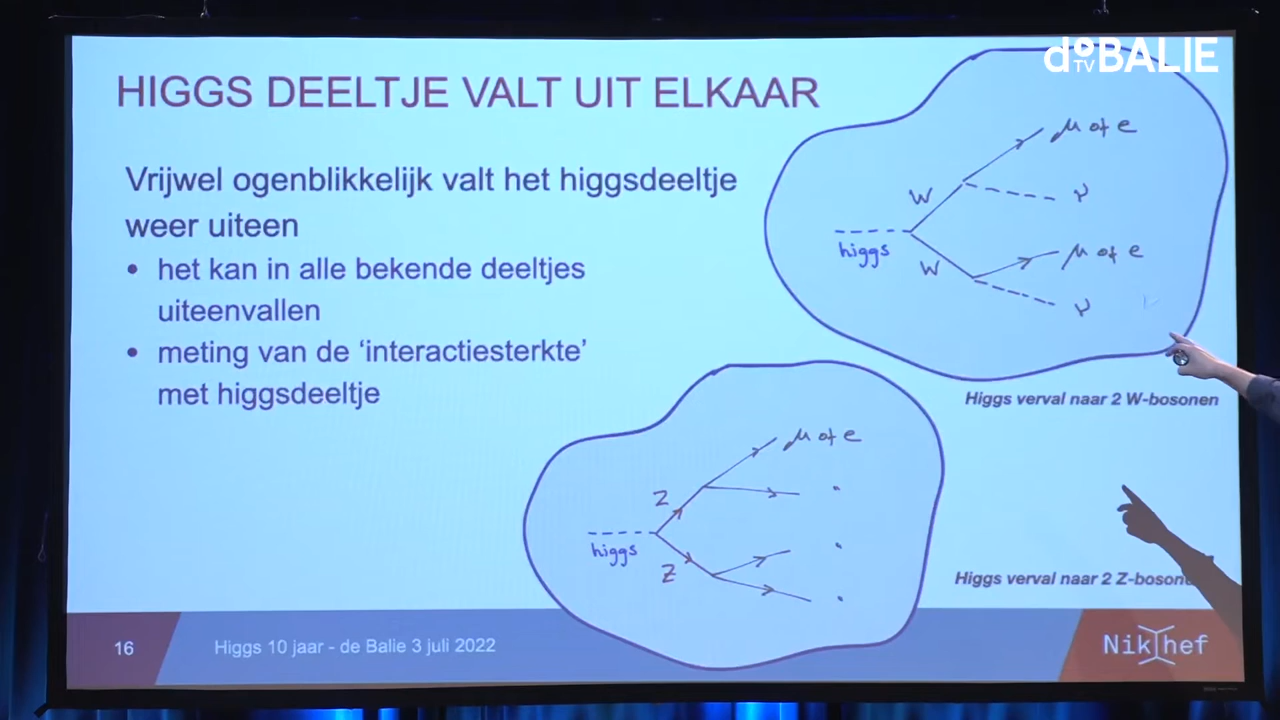 doBALIE
TV
HIGGS DEELTJE VALT UIT ELKAAR
Vrijwel ogenblikkelijk valt het higgsdeeltje
weer uiteen
• het kan in alle bekende deeltjes
uiteenvallen
• meting van de ‘interactiesterkte’
met higgsdeeltje
μ of e
W
ν
higgs
μ of e
W
ν
Higgs verval naar 2 W-bosonen
μ of e
Z
"
higgs
"
Z
"
Higgs verval naar 2 Z-bosone
16
Higgs 10 jaar - de Balie 3 juli 2022
Nikhef